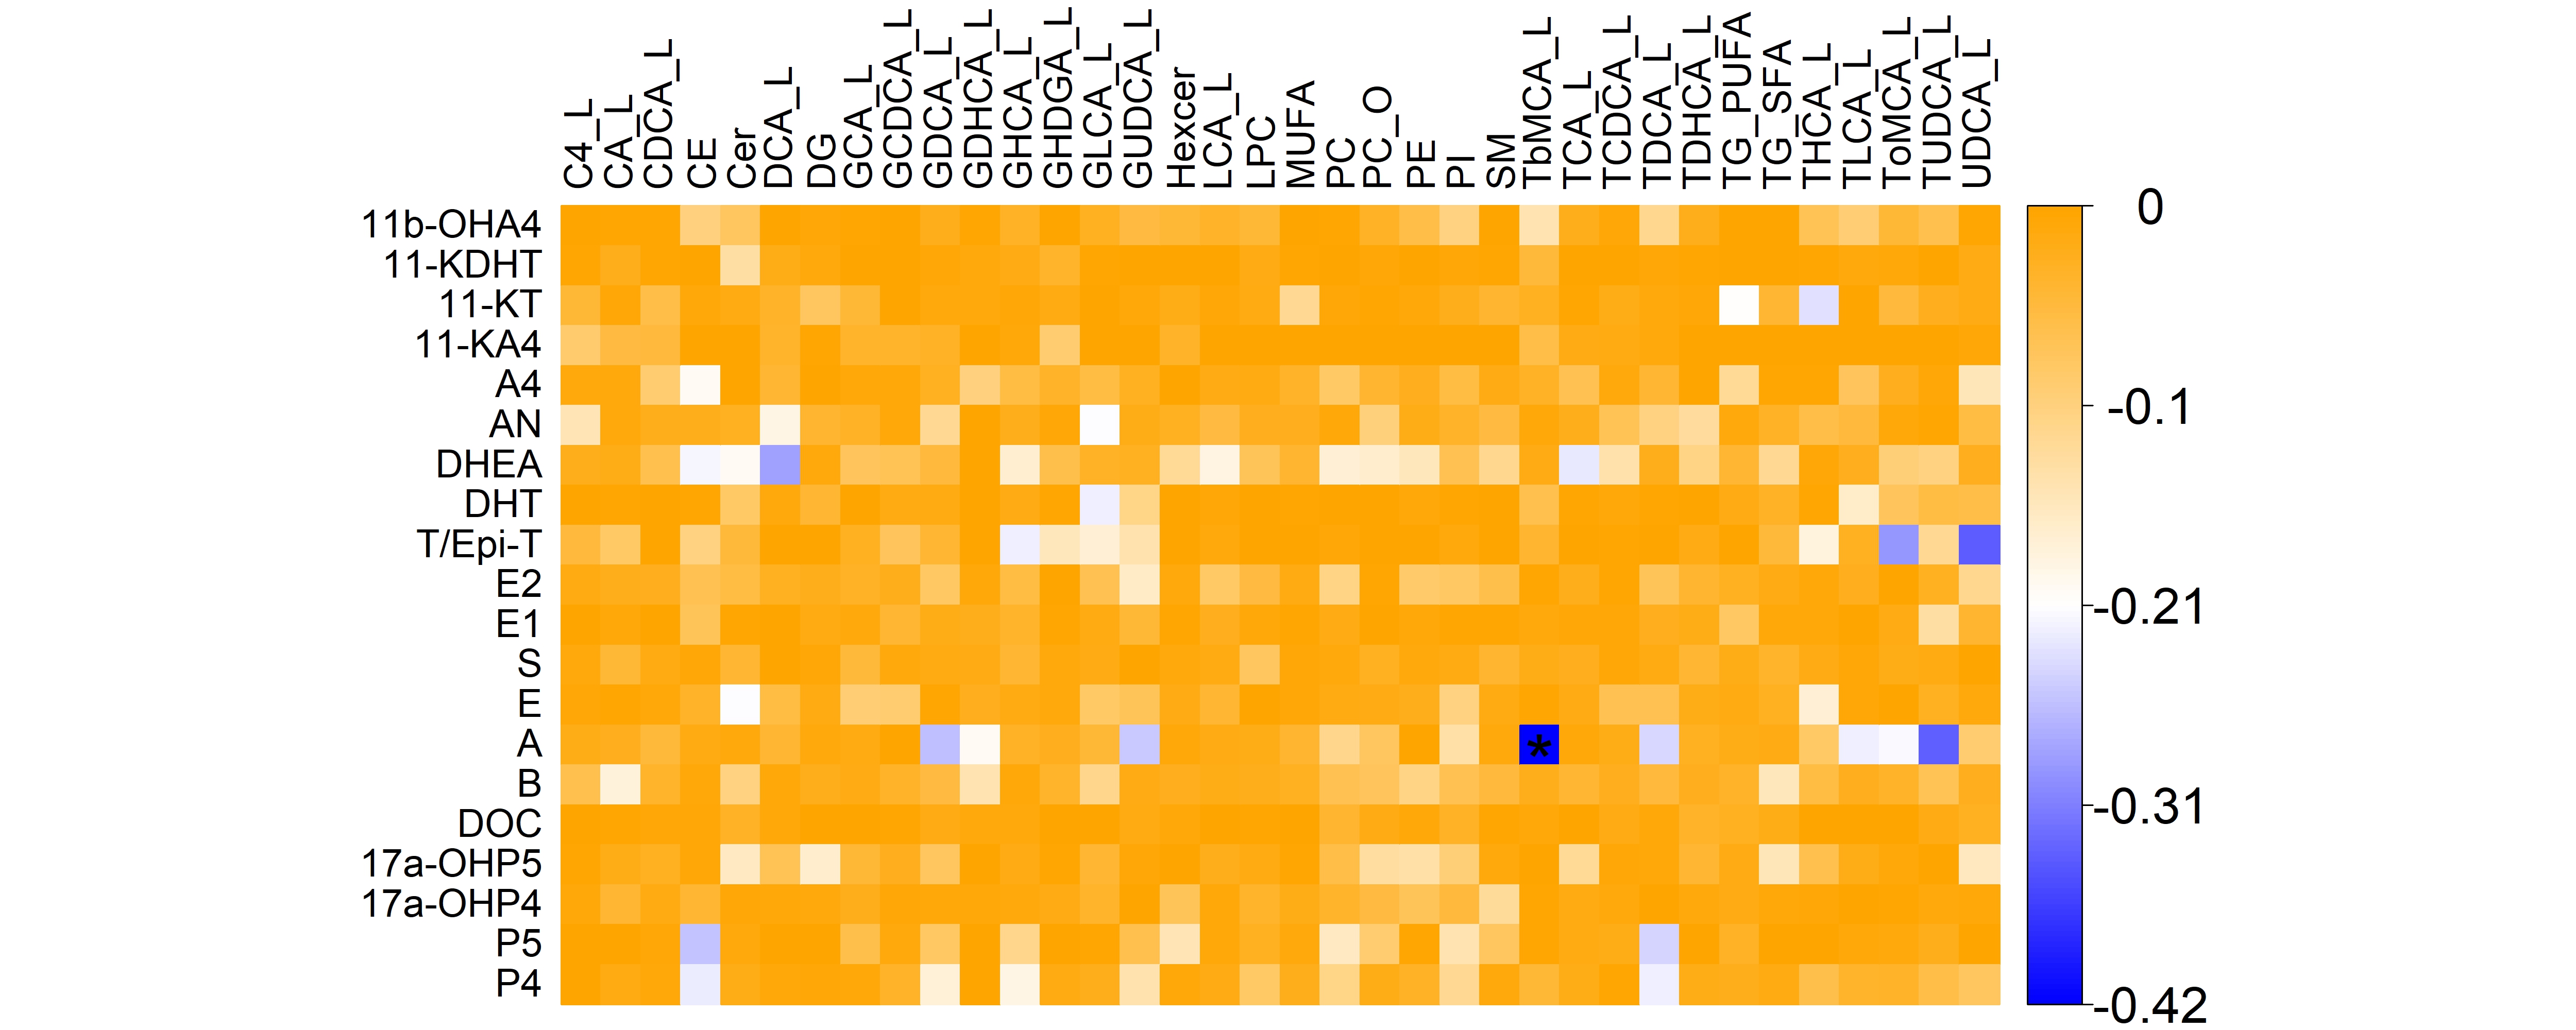 C4_L
CA_L
CDCA_L
CE
Cer
DCA_L
DG
GCA_L
GCDCA_L
GDCA_L
GDHCA_L
GHCA_L
GHDGA_L
GLCA_L
GUDCA_L
Hexcer
LCA_L
LPC
MUFA
PC
PC_O
PE
PI
SM
TbMCA_L
TCA_L
TCDCA_L
TDCA_L
TDHCA_L
TG_PUFA
TG_SFA
THCA_L
TLCA_L
ToMCA_L
TUDCA_L
UDCA_L
11b-OHA4
11-KDHT
11-KT
11-KA4
A4
AN
DHEA
DHT
T/Epi-T
E2
E1
S
E
A
*
B
DOC
17a-OHP5
17a-OHP4
P5
P4
0
-0.1
-0.21
-0.31
-0.42